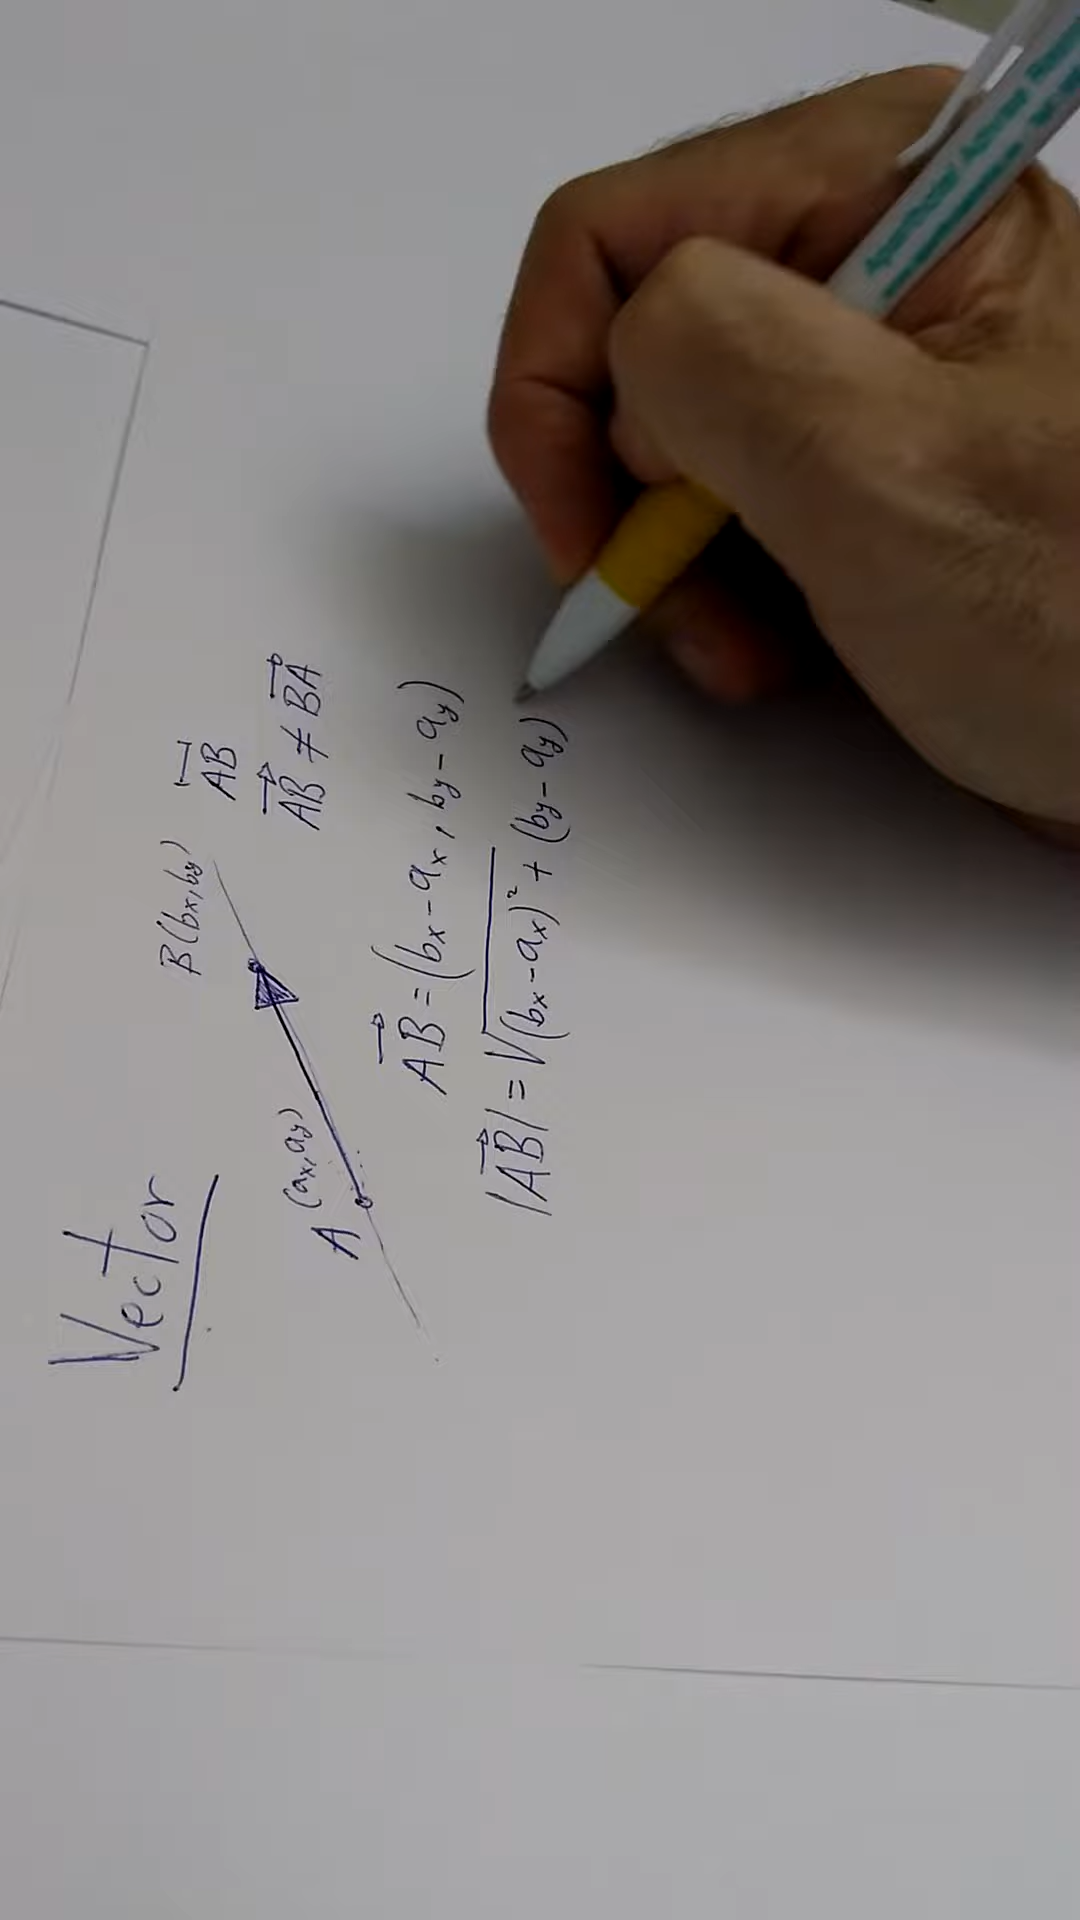 Vector
A (ax, ay)
B (bx, by)
AB
AB ≠ BA
AB = (bx - ax, by - ay)
|AB| = √(bx - ax)² + (by - ay)